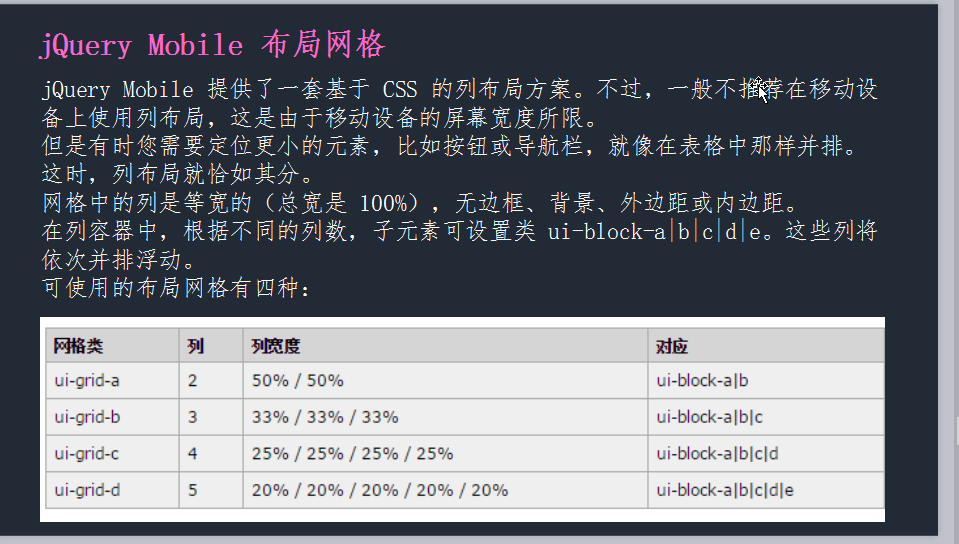 jQuery Mobile 布局网格
jQuery Mobile 提供了一套基于 CSS 的列布局方案。不过，一般不推荐在移动设
备上使用列布局，这是由于移动设备的屏幕宽度所限。
但是有时您需要定位更小的元素，比如按钮或导航栏，就像在表格中那样并排。
这时，列布局就恰如其分。
网格中的列是等宽的（总宽是 100%），无边框、背景、外边距或内边距。
在列容器中，根据不同的列数，子元素可设置类 ui-block-a|b|c|d|e。这些列将
依次并排浮动。
可使用的布局网格有四种：
网格类 列 列宽度 对应
ui-grid-a 2 50% / 50% ui-block-a|b
ui-grid-b 3 33% / 33% / 33% ui-block-a|b|c
ui-grid-c 4 25% / 25% / 25% / 25% ui-block-a|b|c|d
ui-grid-d 5 20% / 20% / 20% / 20% / 20% ui-block-a|b|c|d|e